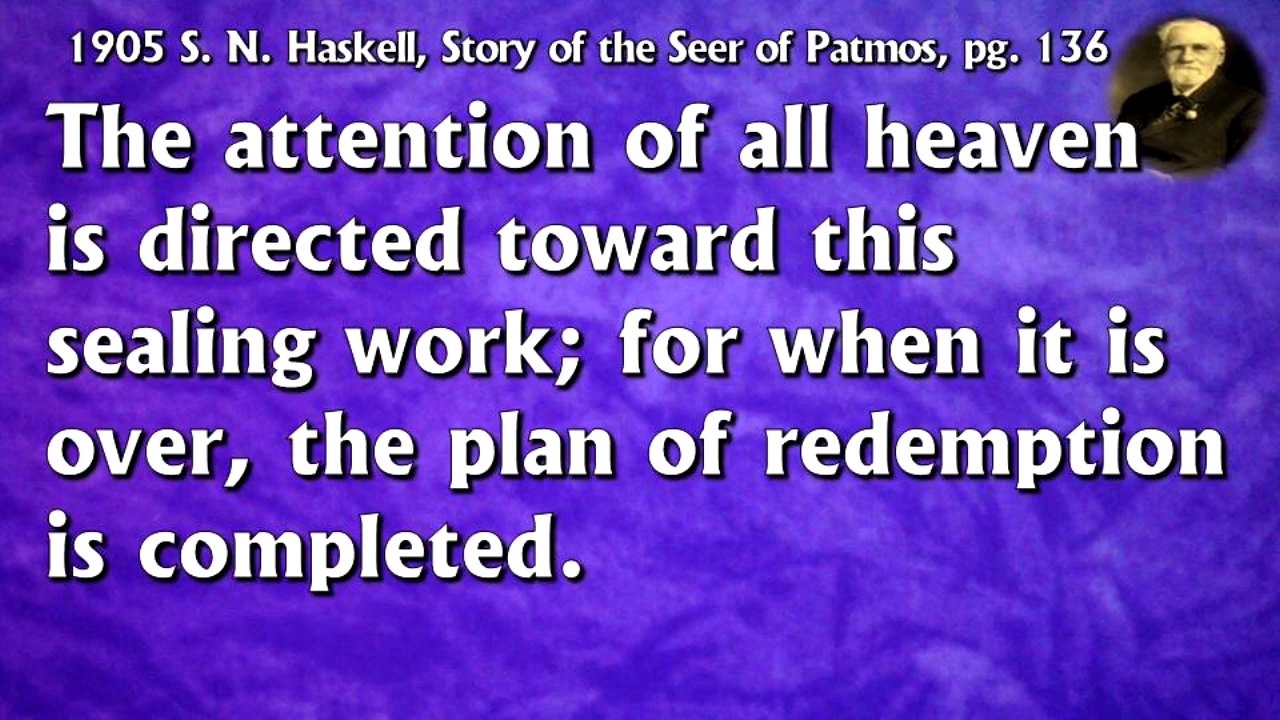 1905 S. N. Haskell, Story of the Seer of Patmos, pg. 136
The attention of all heaven
is directed toward this
sealing work; for when it is
over, the plan of redemption
is completed.